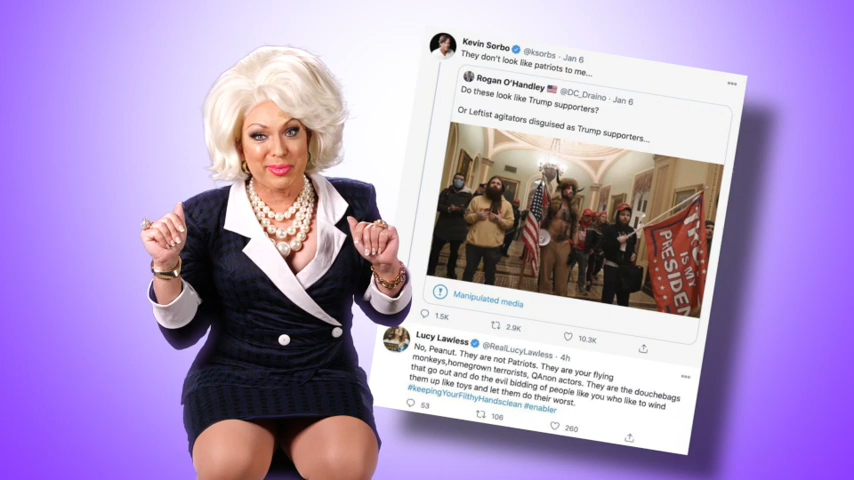 Kevin Sorbo @ksorbs · Jan 6
They don't look like patriots to me...
Rogan O'Handley @DC_Draino · Jan 6
Do these look like Trump supporters?
Or Leftist agitators disguised as Trump supporters...
IS MY
PRESIDEN
Manipulated media
1.5K 2.9K 10.3K
Lucy Lawless @RealLucyLawless · 4h
No, Peanut. They are not Patriots. They are your flying
monkeys,homegrown terrorists, QAnon actors. They are the douchebags
that go out and do the evil bidding of people like you who like to wind
them up like toys and let them do their worst.
#keepingYourFilthyHandsclean #enabler
53 106 260